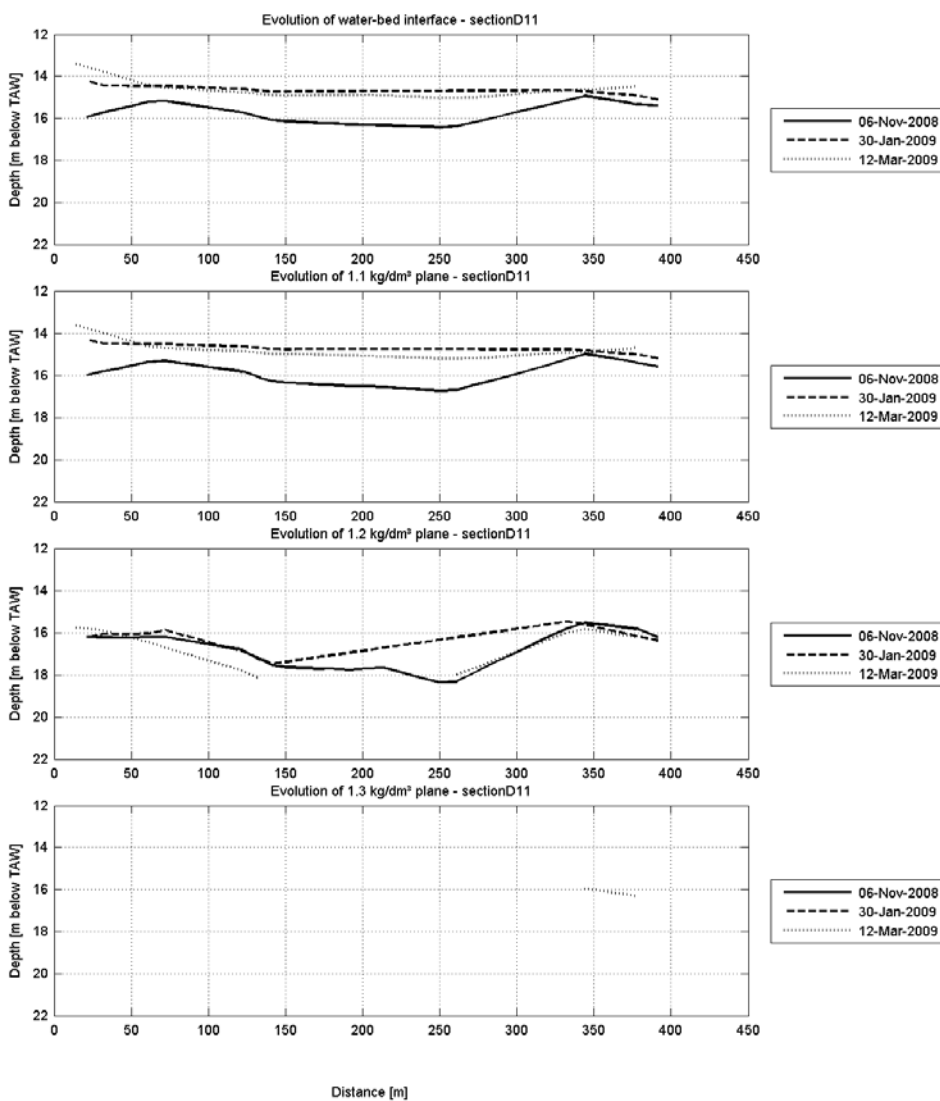 Evolution of water-bed interface - sectionD11
12
14
16
18
20
22
Depth [m below TAW]
0 50 100 150 200 250 300 350 400 450
06-Nov-2008
30-Jan-2009
12-Mar-2009
Evolution of 1.1 kg/dm³ plane - sectionD11
12
14
16
18
20
22
Depth [m below TAW]
0 50 100 150 200 250 300 350 400 450
06-Nov-2008
30-Jan-2009
12-Mar-2009
Evolution of 1.2 kg/dm³ plane - sectionD11
12
14
16
18
20
22
Depth [m below TAW]
0 50 100 150 200 250 300 350 400 450
06-Nov-2008
30-Jan-2009
12-Mar-2009
Evolution of 1.3 kg/dm³ plane - sectionD11
12
14
16
18
20
22
Depth [m below TAW]
0 50 100 150 200 250 300 350 400 450
06-Nov-2008
30-Jan-2009
12-Mar-2009
Distance [m]